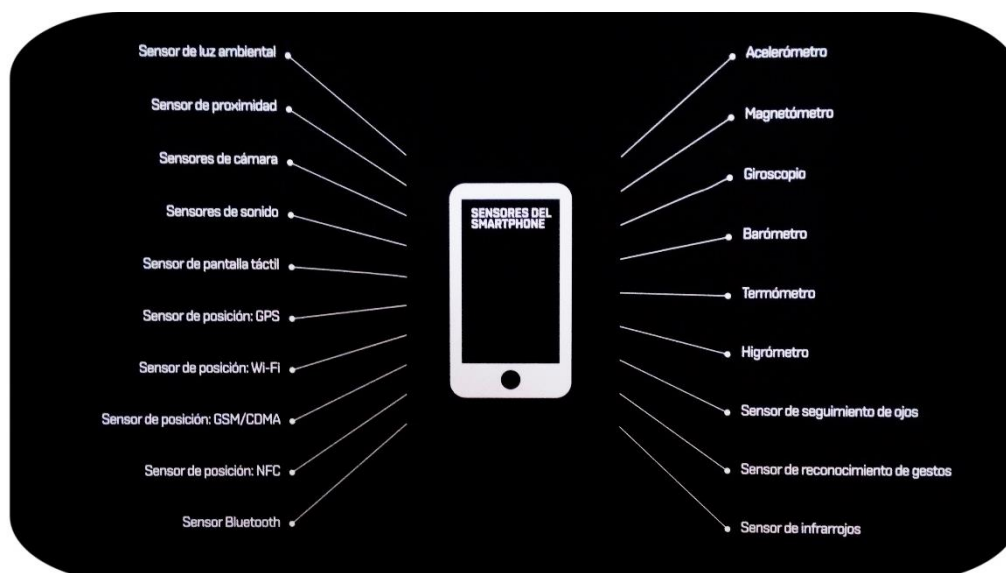 Sensor de luz ambiental
Sensor de proximidad
Sensores de cámara
Sensores de sonido
Sensor de pantalla táctil
Sensor de posición: GPS
Sensor de posición: Wi-Fi
Sensor de posición: GSM/CDMA
Sensor de posición: NFC
Sensor Bluetooth
SENSORES DEL
SMARTPHONE
Acelerómetro
Magnetómetro
Giroscopio
Barómetro
Termómetro
Higrómetro
Sensor de seguimiento de ojos
Sensor de reconocimiento de gestos
Sensor de infrarrojos